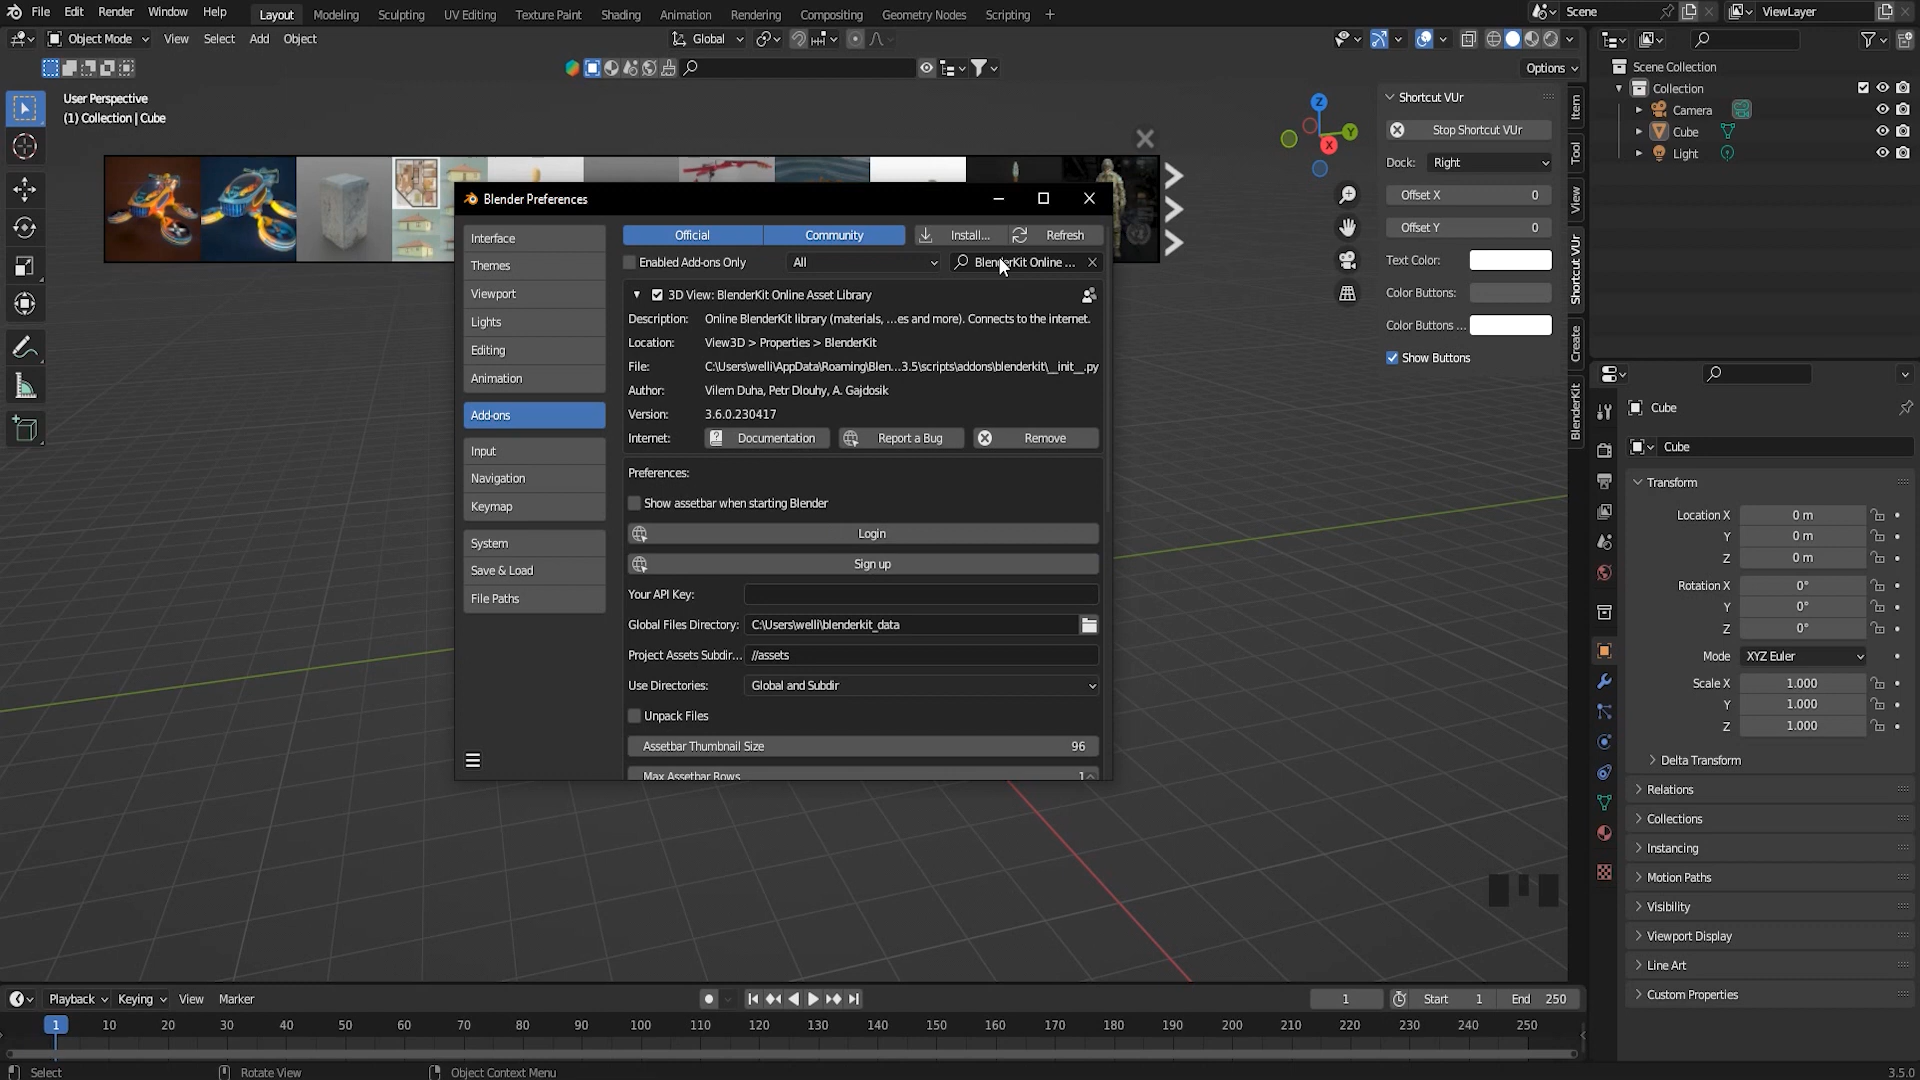 File Edit Render Window Help Layout Modeling Sculpting UV Editing Texture Paint Shading Animation Rendering Compositing Geometry Nodes Scripting + Scene ViewLayer
Object Mode View Select Add Object Global
Options
User Perspective
(1) Collection | Cube
Blender Preferences
Interface
Themes
Viewport
Lights
Editing
Animation
Add-ons
Input
Navigation
Keymap
System
Save & Load
File Paths
Official Community Install... Refresh
Enabled Add-ons Only All BlenderKit Online ...
3D View: BlenderKit Online Asset Library
Description: Online BlenderKit library (materials, ...es and more). Connects to the internet.
Location: View3D > Properties > BlenderKit
File: C:\Users\welli\AppData\Roaming\Blen...3.5\scripts\addons\blenderkit\__init__.py
Author: Vilem Duha, Petr Dlouhy, A. Gajdosik
Version: 3.6.0.230417
Internet: Documentation Report a Bug Remove
Preferences:
Show assetbar when starting Blender
Login
Sign up
Your API Key:
Global Files Directory: C:\Users\welli\blenderkit_data
Project Assets Subdir... //assets
Use Directories: Global and Subdir
Unpack Files
Assetbar Thumbnail Size 96
Max Assetbar Rows 1
Z
Y
X
Shortcut VUr
Stop Shortcut VUr
Dock: Right
Offset X 0
Offset Y 0
Text Color:
Color Buttons:
Color Buttons ...
Show Buttons
Item
Tool
View
Shortcut VUr
Create
BlenderKit
Scene Collection
Collection
Camera
Cube
Light
Cube
Cube
Transform
Location X 0 m
Y 0 m
Z 0 m
Rotation X 0°
Y 0°
Z 0°
Mode XYZ Euler
Scale X 1.000
Y 1.000
Z 1.000
Delta Transform
Relations
Collections
Instancing
Motion Paths
Visibility
Viewport Display
Line Art
Custom Properties
Playback Keying View Marker 1 Start 1 End 250
1 10 20 30 40 50 60 70 80 90 100 110 120 130 140 150 160 170 180 190 200 210 220 230 240 250
Select Rotate View Object Context Menu 3.5.0